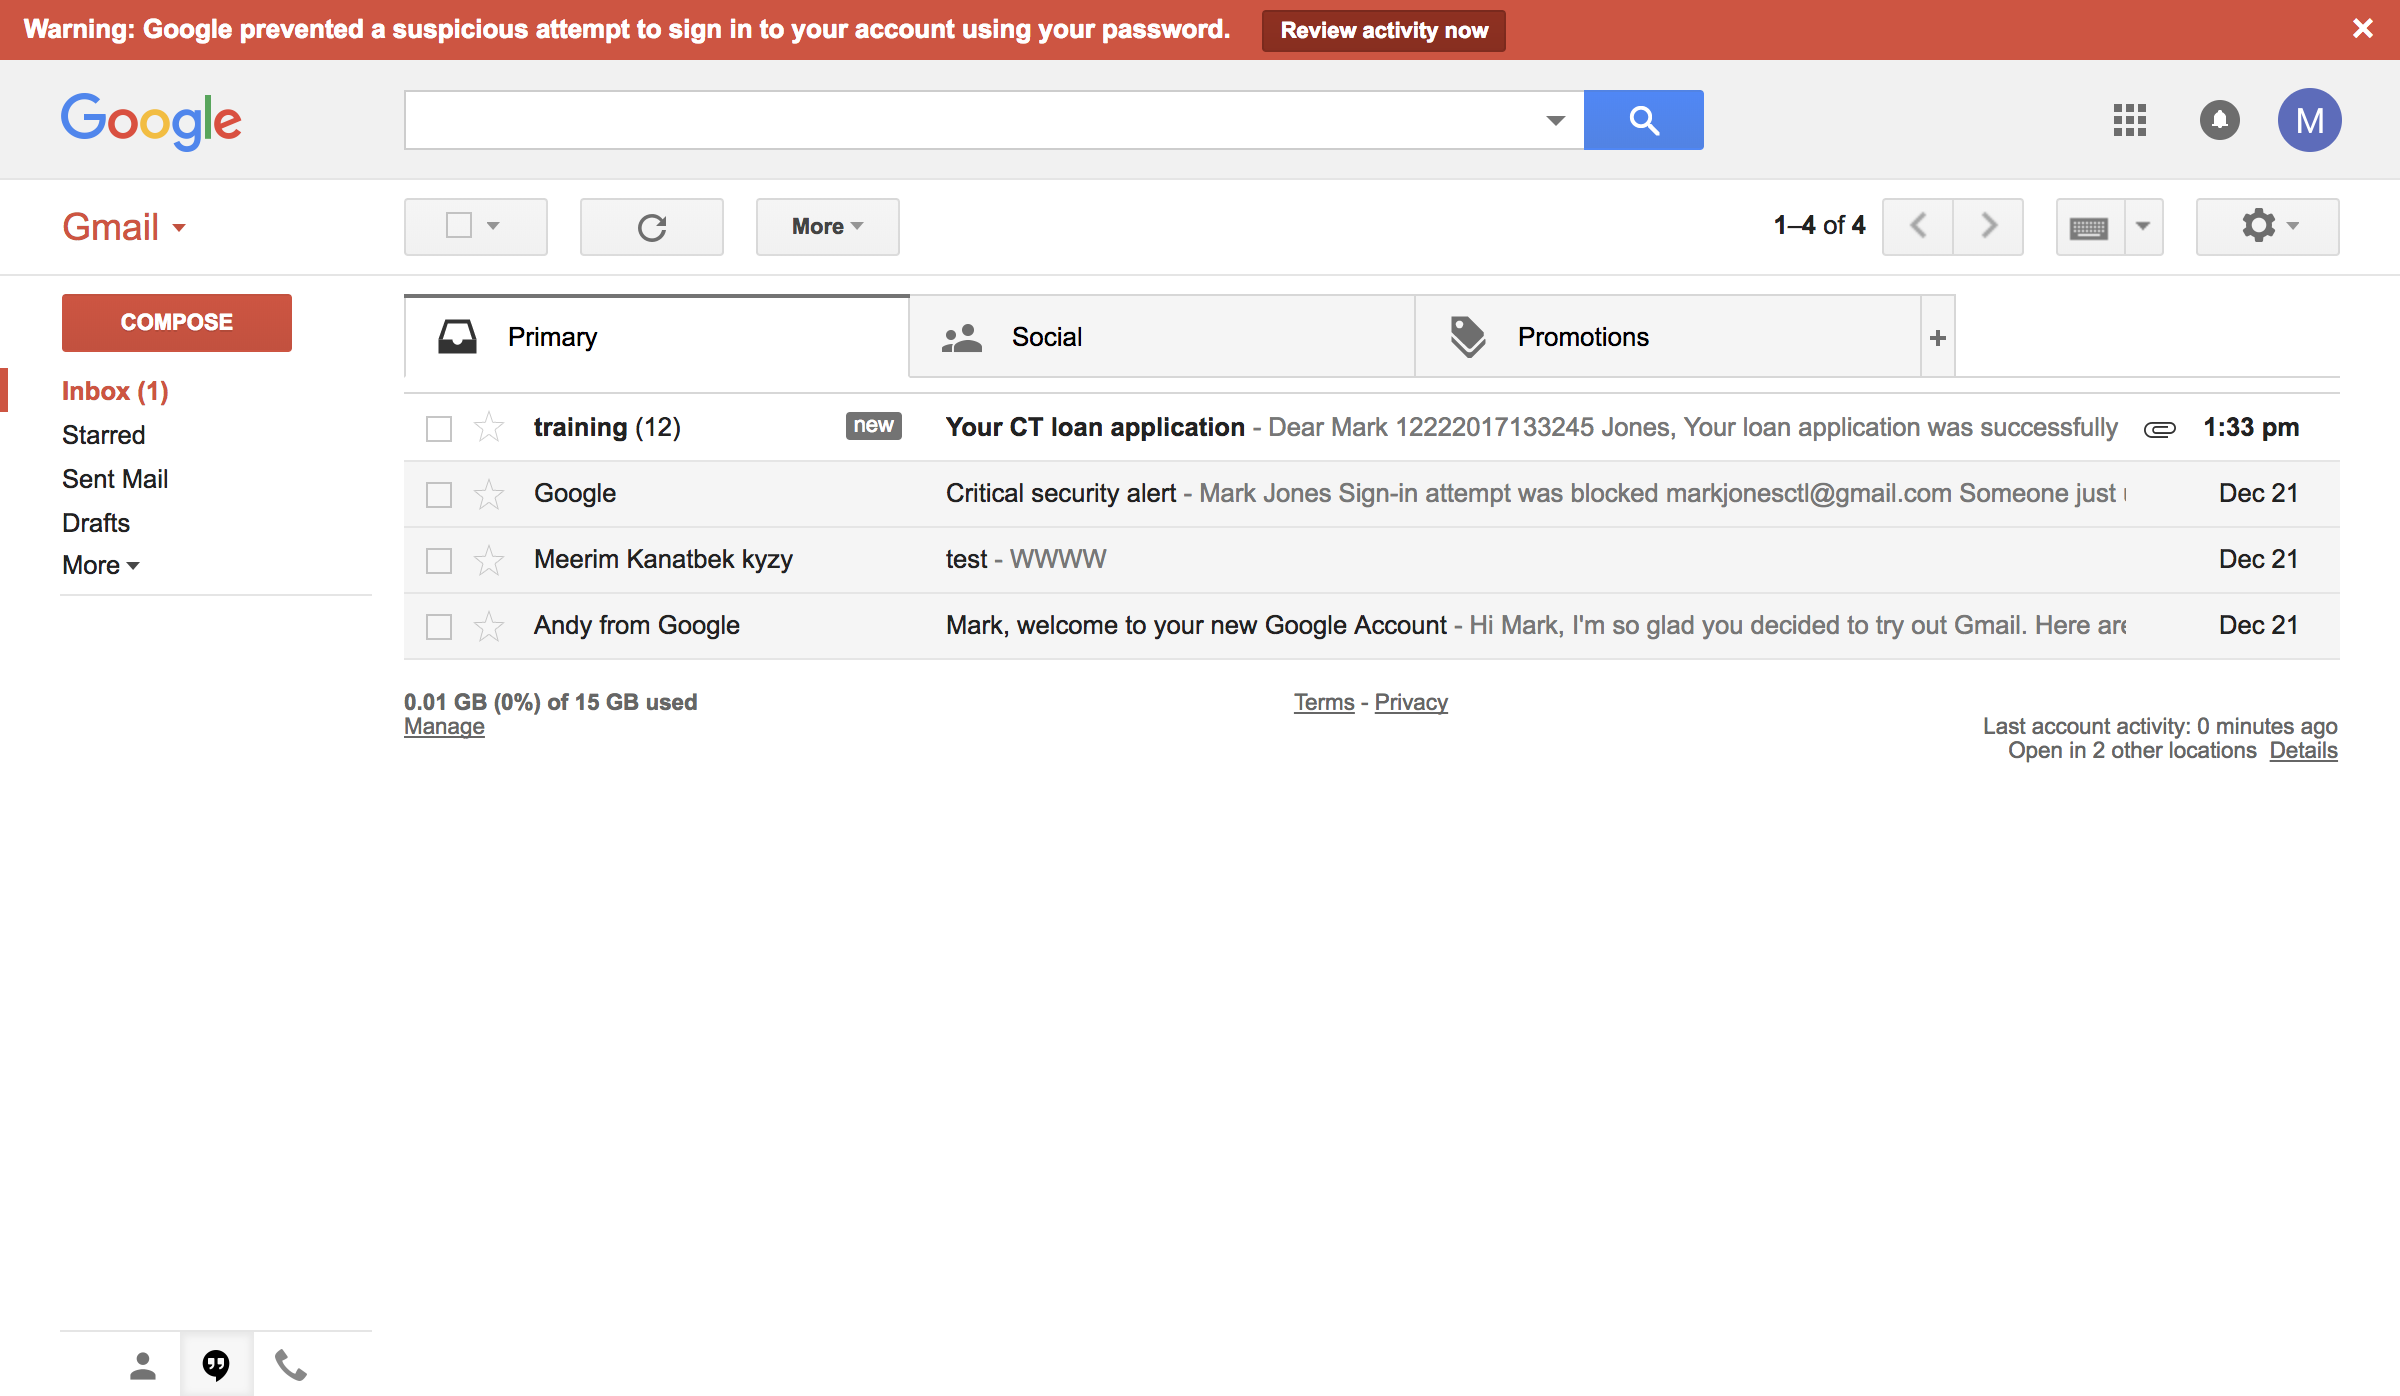 Warning: Google prevented a suspicious attempt to sign in to your account using your password. Review activity now
Google
M
Gmail
More
1–4 of 4
COMPOSE
Inbox (1)
Starred
Sent Mail
Drafts
More
Primary
Social
Promotions
+
training (12) new Your CT loan application - Dear Mark 12222017133245 Jones, Your loan application was successfully 1:33 pm
Google Critical security alert - Mark Jones Sign-in attempt was blocked markjonesctl@gmail.com Someone just Dec 21
Meerim Kanatbek kyzy test - WWWW Dec 21
Andy from Google Mark, welcome to your new Google Account - Hi Mark, I'm so glad you decided to try out Gmail. Here are Dec 21
0.01 GB (0%) of 15 GB used
Manage
Terms - Privacy
Last account activity: 0 minutes ago
Open in 2 other locations Details